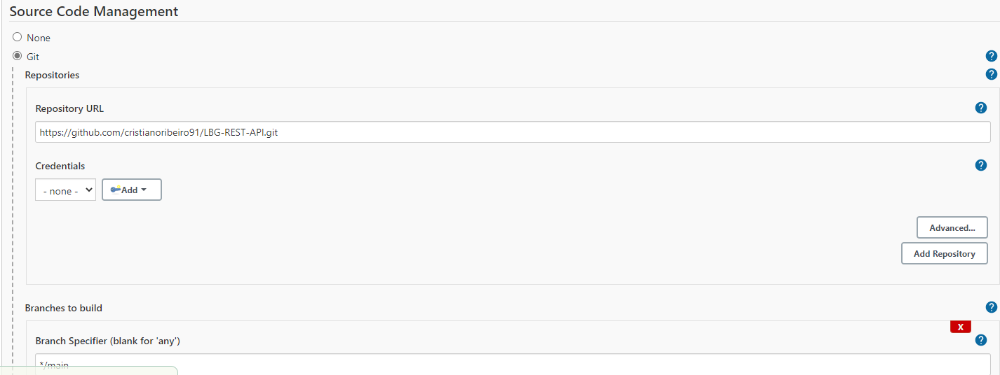 Source Code Management
None
Git
?
Repositories
?
Repository URL
?
https://github.com/cristianoribeiro91/LBG-REST-API.git
Credentials
?
- none -
Add
Advanced...
Add Repository
Branches to build
?
X
Branch Specifier (blank for 'any')
?
*/main